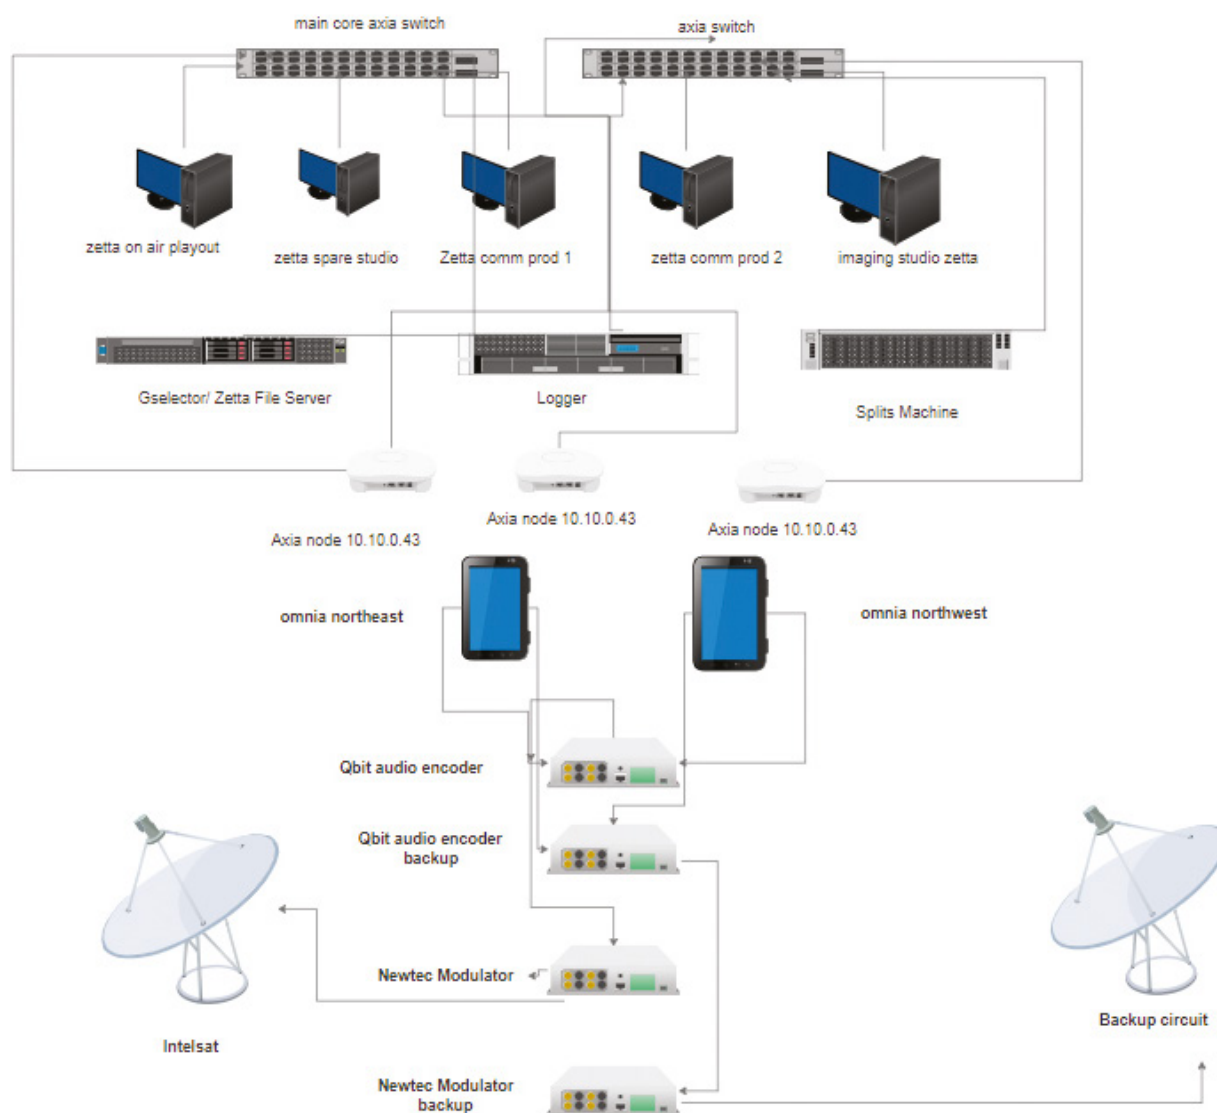 main core axia switch
axia switch
zetta on air playout
zetta spare studio
Zetta comm prod 1
zetta comm prod 2
imaging studio zetta
Gselector/ Zetta File Server
Logger
Splits Machine
Axia node 10.10.0.43
Axia node 10.10.0.43
Axia node 10.10.0.43
omnia northeast
omnia northwest
Qbit audio encoder
Qbit audio encoder
backup
Newtec Modulator
Intelsat
Backup circuit
Newtec Modulator
backup